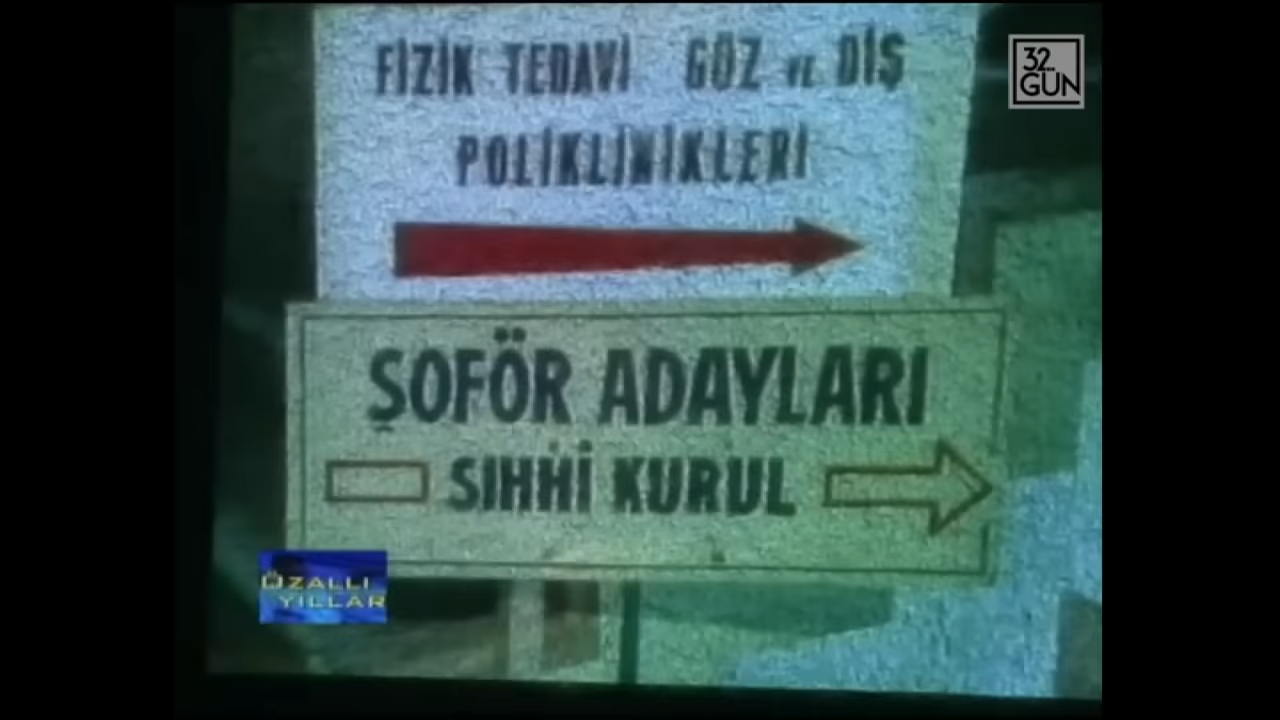 32.
GÜN
FİZİK TEDAVİ GÖZ VE DİŞ
POLİKLİNİKLERİ
ŞOFÖR ADAYLARI
SIHHİ KURUL
ÖZALLI
YILLAR